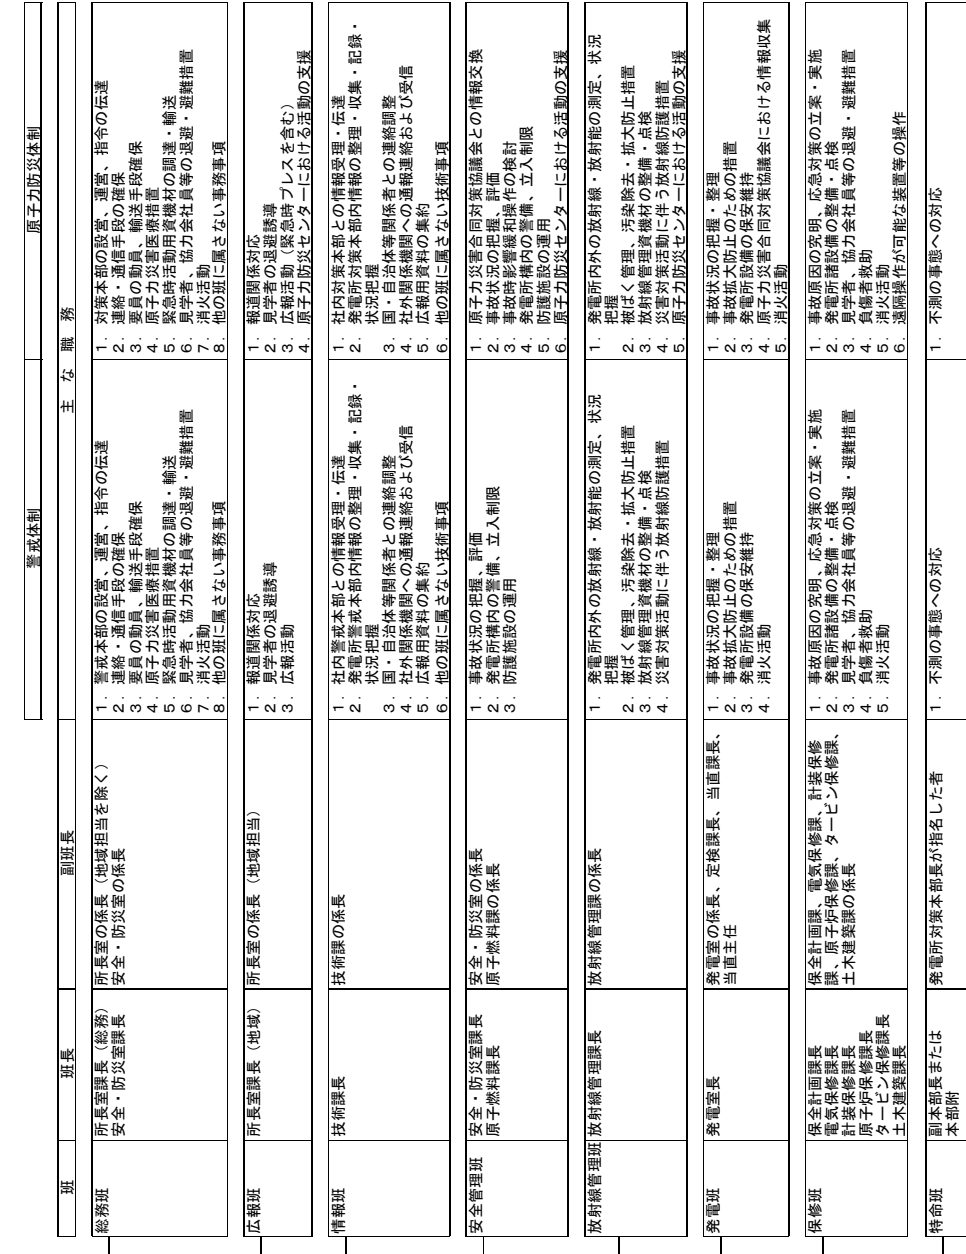 警戒体制
原子力防災体制
班
班長
副班長
主な職務
総務班
所長室課長（総務）
安全・防災室課長
所長室の係長（地域担当を除く）
安全・防災室の係長
1. 警戒本部の設営、運営、指令の伝達
2. 連絡・通信手段の確保
3. 要員の動員、輸送手段確保
4. 原子力災害医療措置
5. 緊急時活動用資機材の調達・輸送
6. 見学者、協力会社員等の退避・避難措置
7. 消火活動
8. 他の班に属さない事務事項
1. 対策本部の設営、運営、指令の伝達
2. 連絡・通信手段の確保
3. 要員の動員、輸送手段確保
4. 原子力災害医療措置
5. 緊急時活動用資機材の調達・輸送
6. 見学者、協力会社員等の退避・避難措置
7. 消火活動
8. 他の班に属さない事務事項
広報班
所長室課長（地域）
所長室の係長（地域担当）
1. 報道関係対応
2. 見学者の退避誘導
3 広報活動
1. 報道関係対応
2. 見学者の退避誘導
3. 広報活動（緊急時プレスを含む）
4. 原子力防災センターにおける活動の支援
情報班
技術課長
技術課の係長
1. 社内警戒本部との情報受理・伝達
2. 発電所警戒本部内情報の整理・収集・記録・
状況把握
3. 国・自治体等関係者との連絡調整
4. 社外関係機関への通報連絡および受信
5. 広報用資料の集約
6. 他の班に属さない技術事項
1. 社内対策本部との情報受理・伝達
2. 発電所対策本部内情報の整理・収集・記録・
状況把握
3. 国・自治体等関係者との連絡調整
4. 社外関係機関への通報連絡および受信
5. 広報用資料の集約
6. 他の班に属さない技術事項
安全管理班
安全・防災室課長
原子燃料課長
安全・防災室の係長
原子燃料課の係長
1. 事故状況の把握、評価
2. 発電所構内の警備、立入制限
3 防護施設の運用
1. 原子力災害合同対策協議会との情報交換
2. 事故状況の把握、評価
3. 事故時影響緩和操作の検討
4. 発電所構内の警備、立入制限
5. 防護施設の運用
6. 原子力防災センターにおける活動の支援
放射線管理班
放射線管理課長
放射線管理課の係長
1. 発電所内外の放射線・放射能の測定、状況
把握
2. 被ばく管理、汚染除去・拡大防止措置
3. 放射線管理資機材の整備・点検
4. 災害対策活動に伴う放射線防護措置
1. 発電所内外の放射線・放射能の測定、状況
把握
2. 被ばく管理、汚染除去・拡大防止措置
3. 放射線管理資機材の整備・点検
4. 災害対策活動に伴う放射線防護措置
5. 原子力防災センターにおける活動の支援
発電班
発電室長
発電室の係長、定検課長、当直課長、
当直主任
1. 事故状況の把握・整理
2. 事故拡大防止のための措置
3. 発電所設備の保安維持
4. 消火活動
1. 事故状況の把握・整理
2. 事故拡大防止のための措置
3. 発電所設備の保安維持
4. 原子力災害合同対策協議会における情報収集
5. 消火活動
保修班
保全計画課長
電気保修課長
計装保修課長
原子炉保修課長
タービン保修課長
土木建築課長
保全計画課、電気保修課、計装保修
課、原子炉保修課、タービン保修課、
土木建築課の係長
1. 事故原因の究明、応急対策の立案・実施
2. 発電所諸設備の整備・点検
3. 見学者、協力会社員等の退避・避難措置
4. 負傷者救助
5. 消火活動
1. 事故原因の究明、応急対策の立案・実施
2. 発電所諸設備の整備・点検
3. 見学者、協力会社員等の退避・避難措置
4. 負傷者救助
5. 消火活動
6. 遠隔操作が可能な装置等の操作
特命班
副本部長または
本部附
発電所対策本部長が指名した者
1. 不測の事態への対応
1. 不測の事態への対応